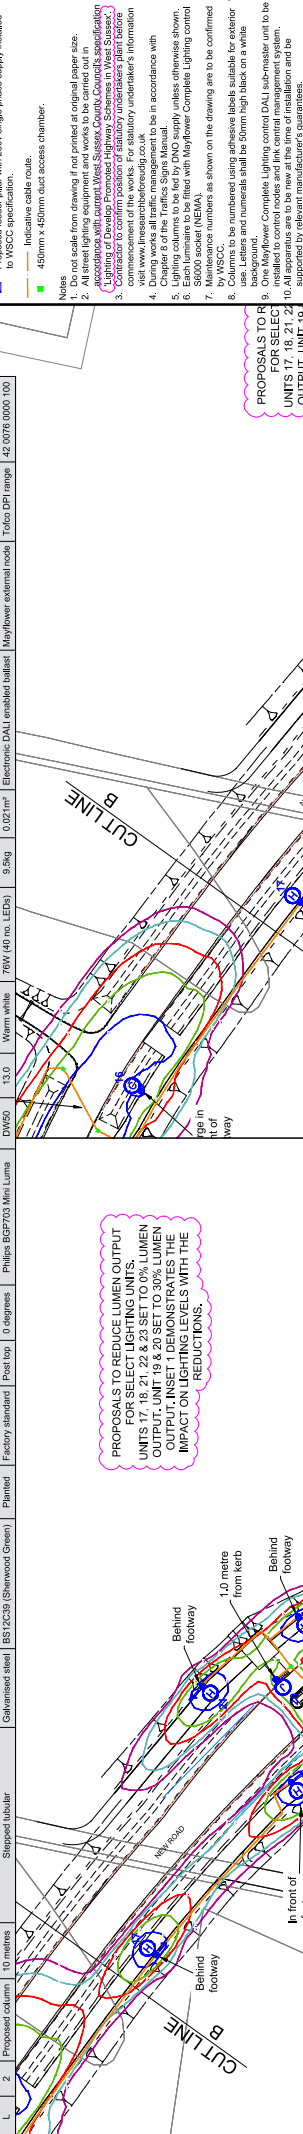 L 2 Proposed column 10 metres Stepped tubular Galvanised steel BS12C39 (Sherwood Green) Planted Factory standard Post top 0 degrees Philips BGP703 Mini Luma DW50 13.0 Warm white 76W (40 no. LEDs) 9.5kg 0.021m² Electronic DALI enabled ballast Mayflower external node Tofco DPI range 42 0076 0000 100
to WSCC specification.
Indicative cable route.
450mm x 450mm duct access chamber.
Notes
1. Do not scale from drawing if not printed at original paper size.
2. All street lighting equipment and works to be carried out in
accordance with current West Sussex County Council's specification
'Lighting of Develop Promoted Highway Schemes in West Sussex'.
3. Contractor to confirm position of statutory undertakers plant before
commencement of the works. For statutory undertaker's information
visit www.linesearchbeforeudig.co.uk
4. During works all traffic management to be in accordance with
Chapter 8 of the Traffics Signs Manual.
5. Lighting columns to be fed by DNO supply unless otherwise shown.
6. Each luminaire to be fitted with Mayflower Complete Lighting control
S6000 socket (NEMA).
7. Maintenance numbers as shown on the drawing are to be confirmed
by WSCC.
8. Columns to be numbered using adhesive labels suitable for exterior
use. Letters and numerals shall be 50mm high black on a white
background.
9. One Mayflower Complete Lighting control DALI sub-master unit to be
installed to control nodes and link central management system.
10 All apparatus are to be new at the time of installation and be
supported by relevant manufacturer's guarantees.
PROPOSALS TO REDUCE LUMEN OUTPUT
FOR SELECT LIGHTING UNITS.
UNITS 17, 18, 21, 22 & 23 SET TO 0% LUMEN
OUTPUT. UNIT 19 & 20 SET TO 30% LUMEN
OUTPUT. INSET 1 DEMONSTRATES THE
IMPACT ON LIGHTING LEVELS WITH THE
REDUCTIONS.
PROPOSALS TO R
FOR SELECT
UNITS 17, 18, 21, 22
OUTPUT. UNIT 19
CUT LINE
B
16
17
rge in
t of
way
Behind
footway
1.0 metre
from kerb
Behind
footway
NEW ROAD
Behind
footway
In front of
CUT LINE
B